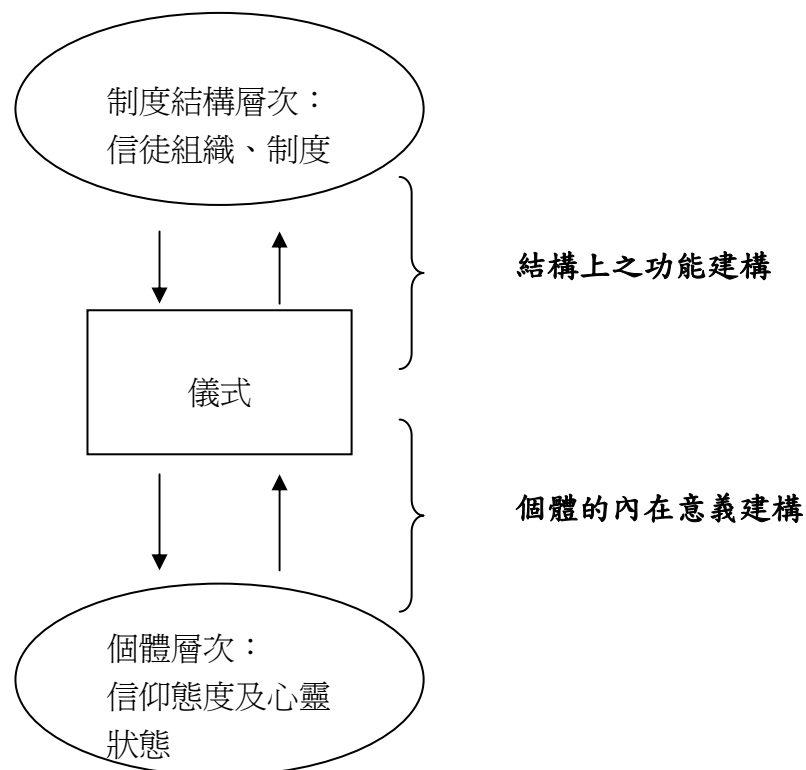 制度結構層次：
信徒組織、制度
結構上之功能建構
儀式
個體的內在意義建構
個體層次：
信仰態度及心靈
狀態